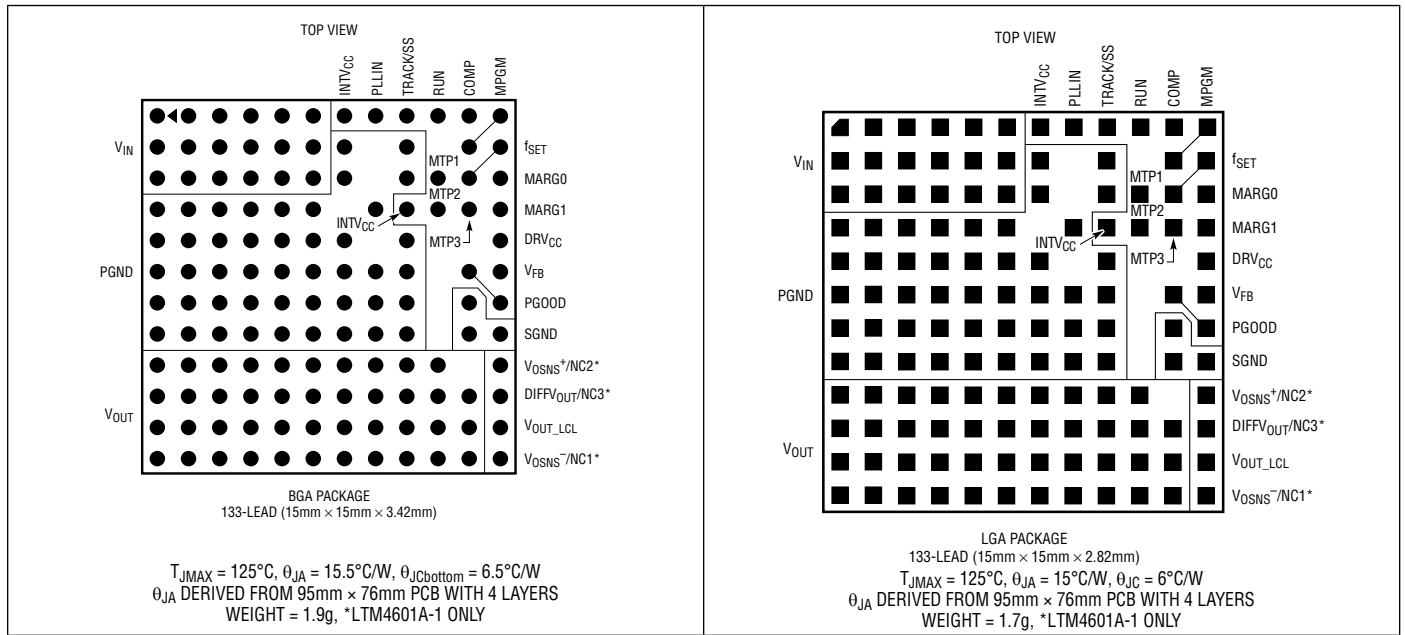 TOP VIEW
INTVCC
PLLIN
TRACK/SS
RUN
COMP
MPGM
VIN
PGND
VOUT
MTP1
MTP2
INTVCC
MTP3
fSET
MARG0
MARG1
DRVCC
VFB
PGOOD
SGND
VOSNS+/NC2*
DIFFVOUT/NC3*
VOUT_LCL
VOSNS–/NC1*
BGA PACKAGE
133-LEAD (15mm × 15mm × 3.42mm)
TJMAX = 125°C, θJA = 15.5°C/W, θJCbottom = 6.5°C/W
θJA DERIVED FROM 95mm × 76mm PCB WITH 4 LAYERS
WEIGHT = 1.9g, *LTM4601A-1 ONLY
TOP VIEW
INTVCC
PLLIN
TRACK/SS
RUN
COMP
MPGM
VIN
PGND
VOUT
MTP1
MTP2
INTVCC
MTP3
fSET
MARG0
MARG1
DRVCC
VFB
PGOOD
SGND
VOSNS+/NC2*
DIFFVOUT/NC3*
VOUT_LCL
VOSNS–/NC1*
LGA PACKAGE
133-LEAD (15mm × 15mm × 2.82mm)
TJMAX = 125°C, θJA = 15°C/W, θJC = 6°C/W
θJA DERIVED FROM 95mm × 76mm PCB WITH 4 LAYERS
WEIGHT = 1.7g, *LTM4601A-1 ONLY